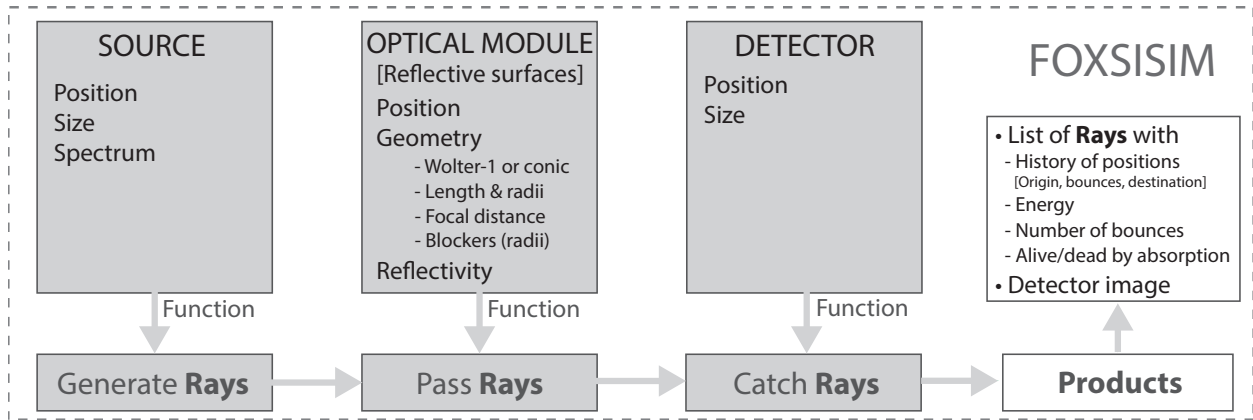 SOURCE
Position
Size
Spectrum
Function
Generate Rays
OPTICAL MODULE
[Reflective surfaces]
Position
Geometry
- Wolter-1 or conic
- Length & radii
- Focal distance
- Blockers (radii)
Reflectivity
Function
Pass Rays
DETECTOR
Position
Size
Function
Catch Rays
FOXSISIM
• List of Rays with
- History of positions
[Origin, bounces, destination]
- Energy
- Number of bounces
- Alive/dead by absorption
• Detector image
Products